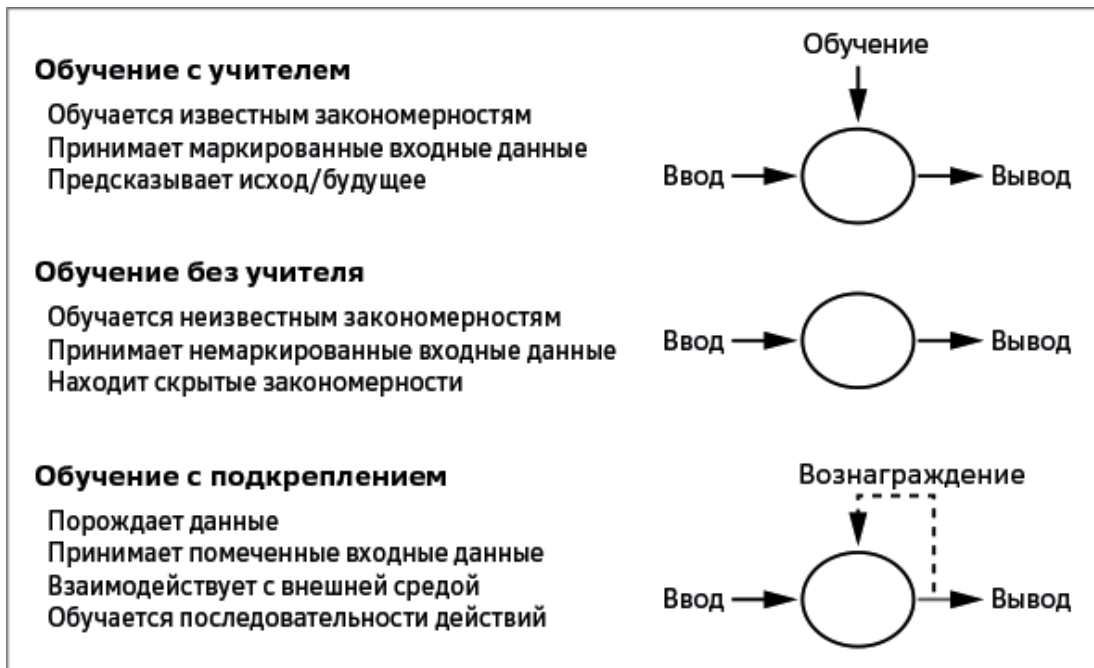 Обучение с учителем
Обучается известным закономерностям
Принимает маркированные входные данные
Предсказывает исход/будущее
Обучение
Ввод
Вывод
Обучение без учителя
Обучается неизвестным закономерностям
Принимает немаркированные входные данные
Находит скрытые закономерности
Ввод
Вывод
Обучение с подкреплением
Порождает данные
Принимает помеченные входные данные
Взаимодействует с внешней средой
Обучается последовательности действий
Вознаграждение
Ввод
Вывод